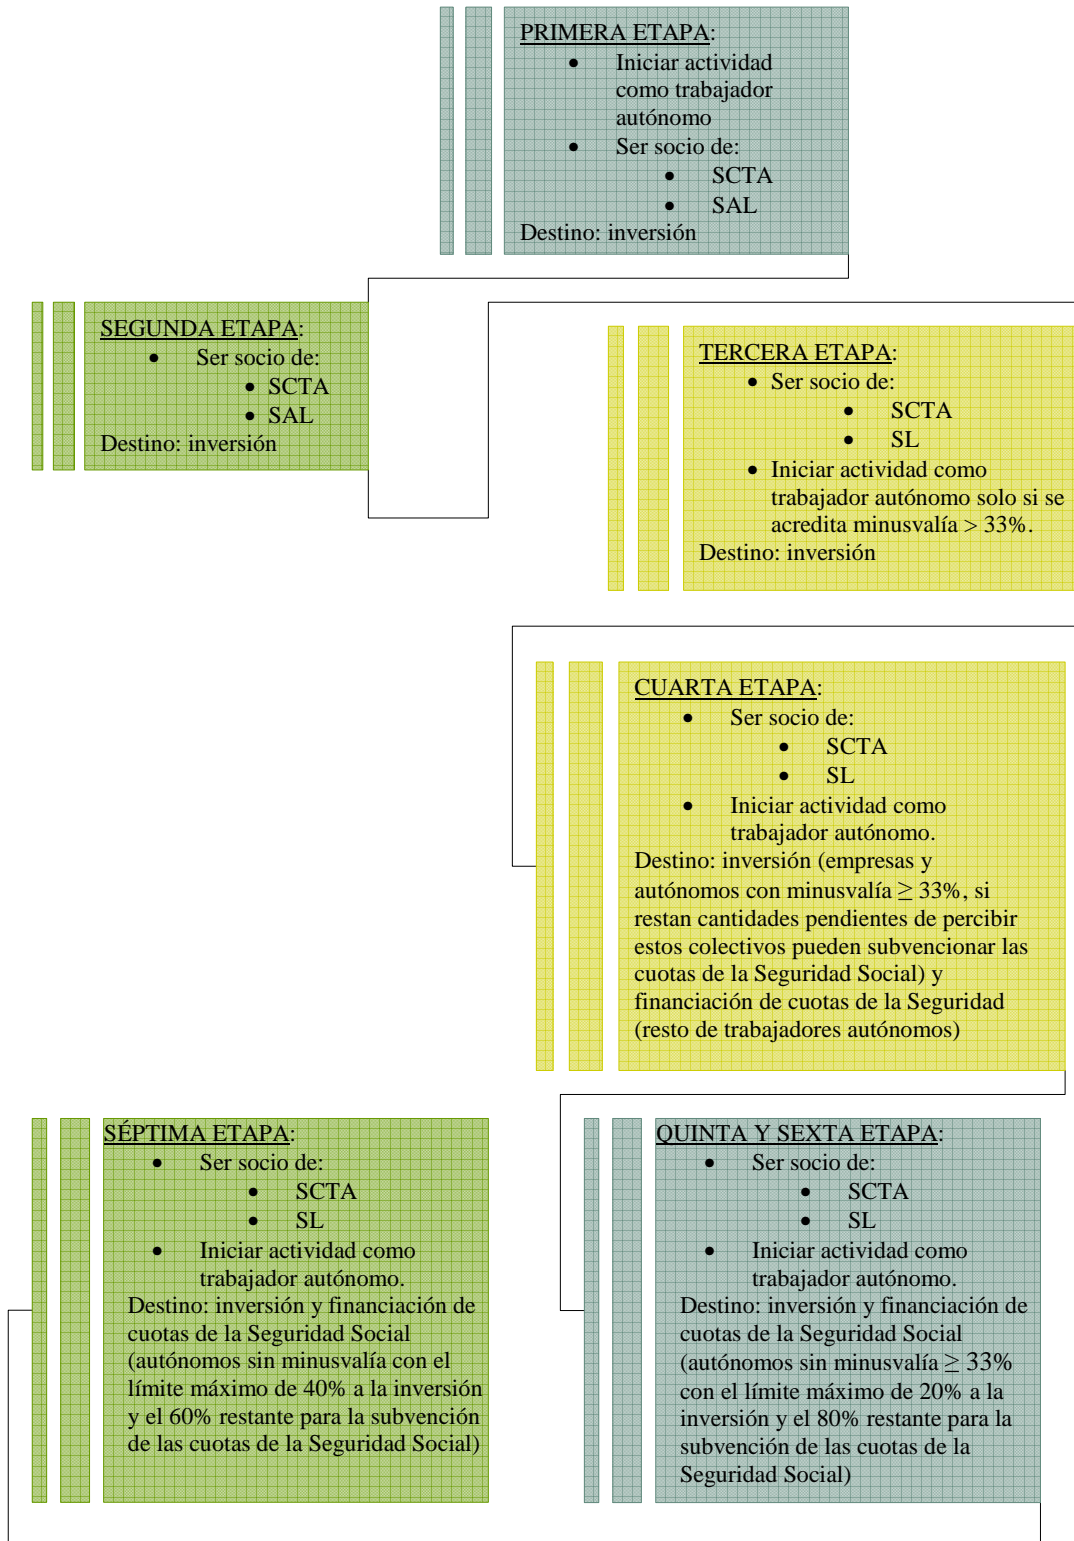 PRIMERA ETAPA:
• Iniciar actividad
como trabajador
autónomo
• Ser socio de:
• SCTA
• SAL
Destino: inversión
SEGUNDA ETAPA:
• Ser socio de:
• SCTA
• SAL
Destino: inversión
TERCERA ETAPA:
• Ser socio de:
• SCTA
• SL
• Iniciar actividad como
trabajador autónomo solo si se
acredita minusvalía > 33%.
Destino: inversión
CUARTA ETAPA:
• Ser socio de:
• SCTA
• SL
• Iniciar actividad como
trabajador autónomo.
Destino: inversión (empresas y
autónomos con minusvalía ≥ 33%, si
restan cantidades pendientes de percibir
estos colectivos pueden subvencionar las
cuotas de la Seguridad Social) y
financiación de cuotas de la Seguridad
(resto de trabajadores autónomos)
QUINTA Y SEXTA ETAPA:
• Ser socio de:
• SCTA
• SL
• Iniciar actividad como
trabajador autónomo.
Destino: inversión y financiación de
cuotas de la Seguridad Social
(autónomos sin minusvalía ≥ 33%
con el límite máximo de 20% a la
inversión y el 80% restante para la
subvención de las cuotas de la
Seguridad Social)
SÉPTIMA ETAPA:
• Ser socio de:
• SCTA
• SL
• Iniciar actividad como
trabajador autónomo.
Destino: inversión y financiación de
cuotas de la Seguridad Social
(autónomos sin minusvalía con el
límite máximo de 40% a la inversión
y el 60% restante para la subvención
de las cuotas de la Seguridad Social)